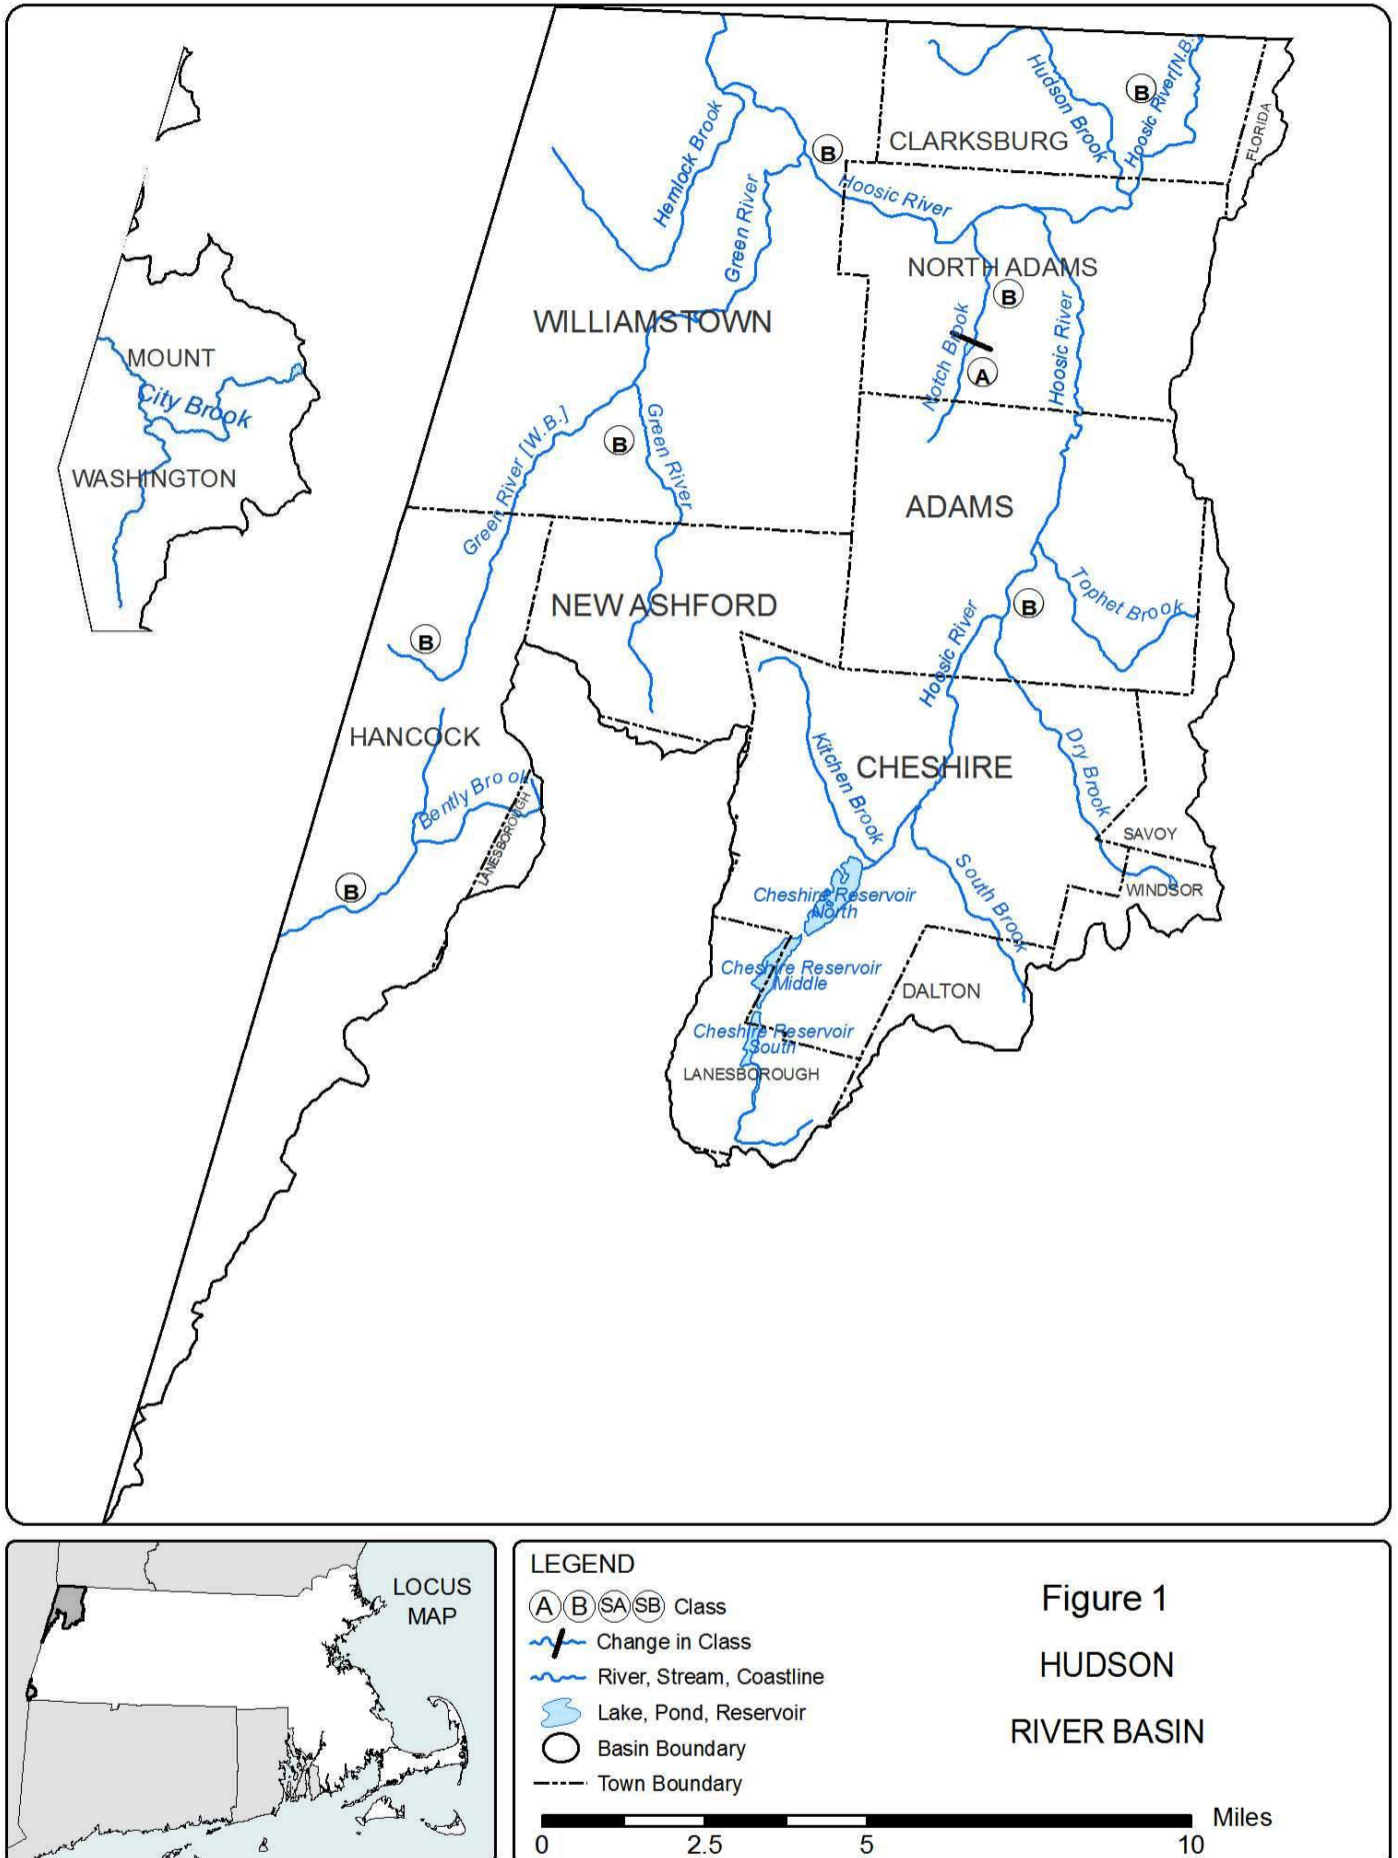 Hudson Brook
Hoosic River[N.B.]
B
FLORIDA
CLARKSBURG
Hemlock Brook
B
Hoosic River
Green River
NORTH ADAMS
B
WILLIAMSTOWN
Notch Brook
Hoosic River
A
MOUNT
City Brook
WASHINGTON
Green River [W.B.]
B
Green River
ADAMS
NEW ASHFORD
Tophet Brook
B
B
Hoosic River
HANCOCK
Bently Brook
LANESBOROUGH
B
Kitchen Brook
CHESHIRE
Dry Brook
SAVOY
WINDSOR
South Brook
Cheshire Reservoir
North
Cheshire Reservoir
Middle
DALTON
Cheshire Reservoir
South
LANESBOROUGH
LOCUS
MAP
LEGEND
A B SA SB Class
Change in Class
River, Stream, Coastline
Lake, Pond, Reservoir
Basin Boundary
Town Boundary
Figure 1
HUDSON
RIVER BASIN
Miles
0 2.5 5 10